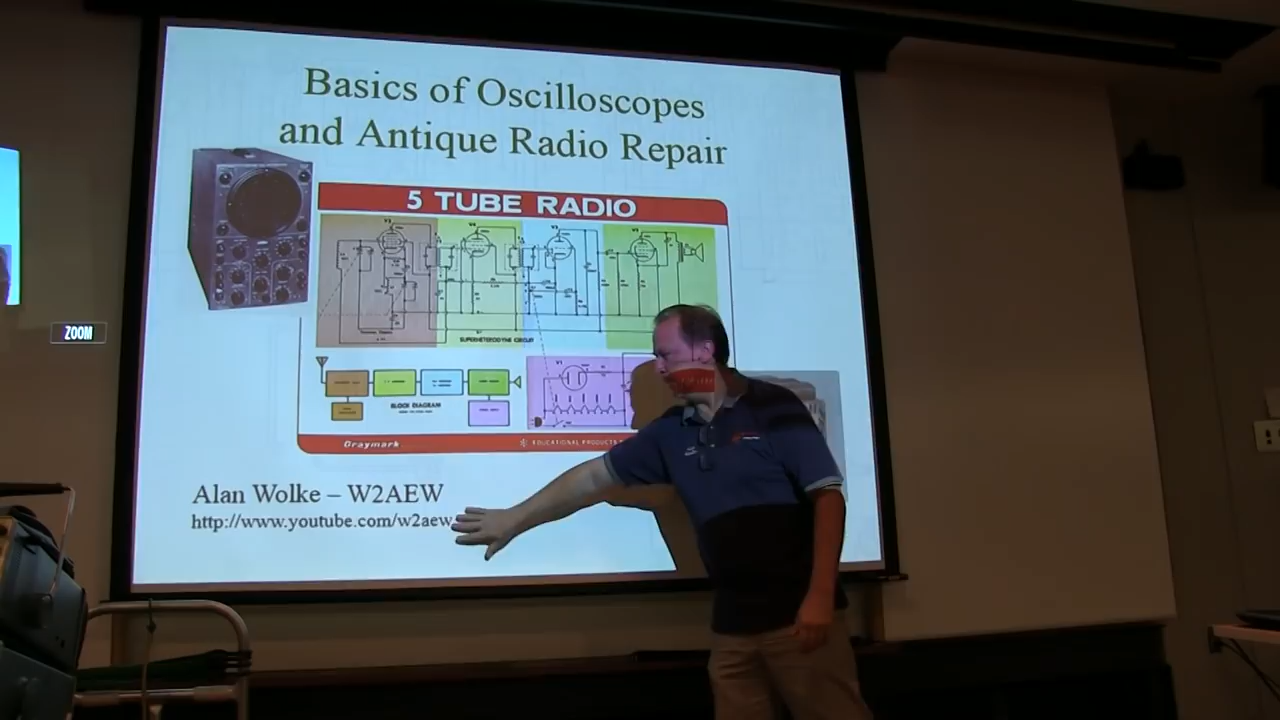 Basics of Oscilloscopes
and Antique Radio Repair
5 TUBE RADIO
SUPERHETERODYNE CIRCUIT
BLOCK DIAGRAM
Graymark
EDUCATIONAL PRODUCTS
Alan Wolke – W2AEW
http://www.youtube.com/w2aew
ZOOM